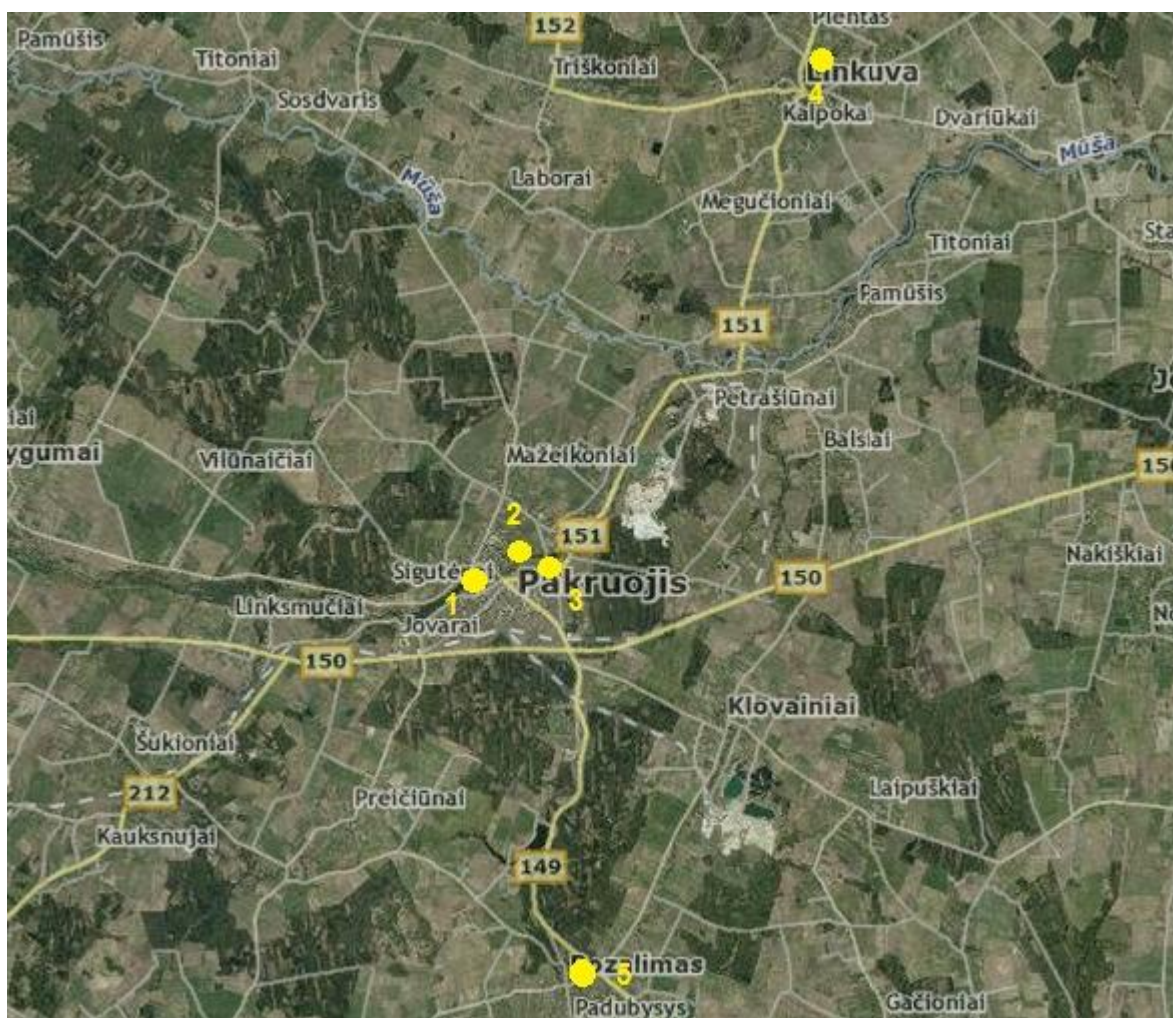 Plentas
152
Pamūšis
Titoniai
Triškoniai
Linkuva
Sosdvaris
4
Kalpokai
Dvariūkai
Mūša
Laborai
Mūša
Megučioniai
Titoniai
Pamūšis
151
Petrašiūnai
Balsiai
ygumai
Vilūnaičiai
Mažeikoniai
150
2
151
Nakiškiai
Pakruojis
150
Linksmučiai
1
3
Jovarai
150
Klovainiai
Šukioniai
212
Preičiūnai
Laipuškiai
Kauksnujai
149
Rozalimas
5
Padubysys
Gačioniai